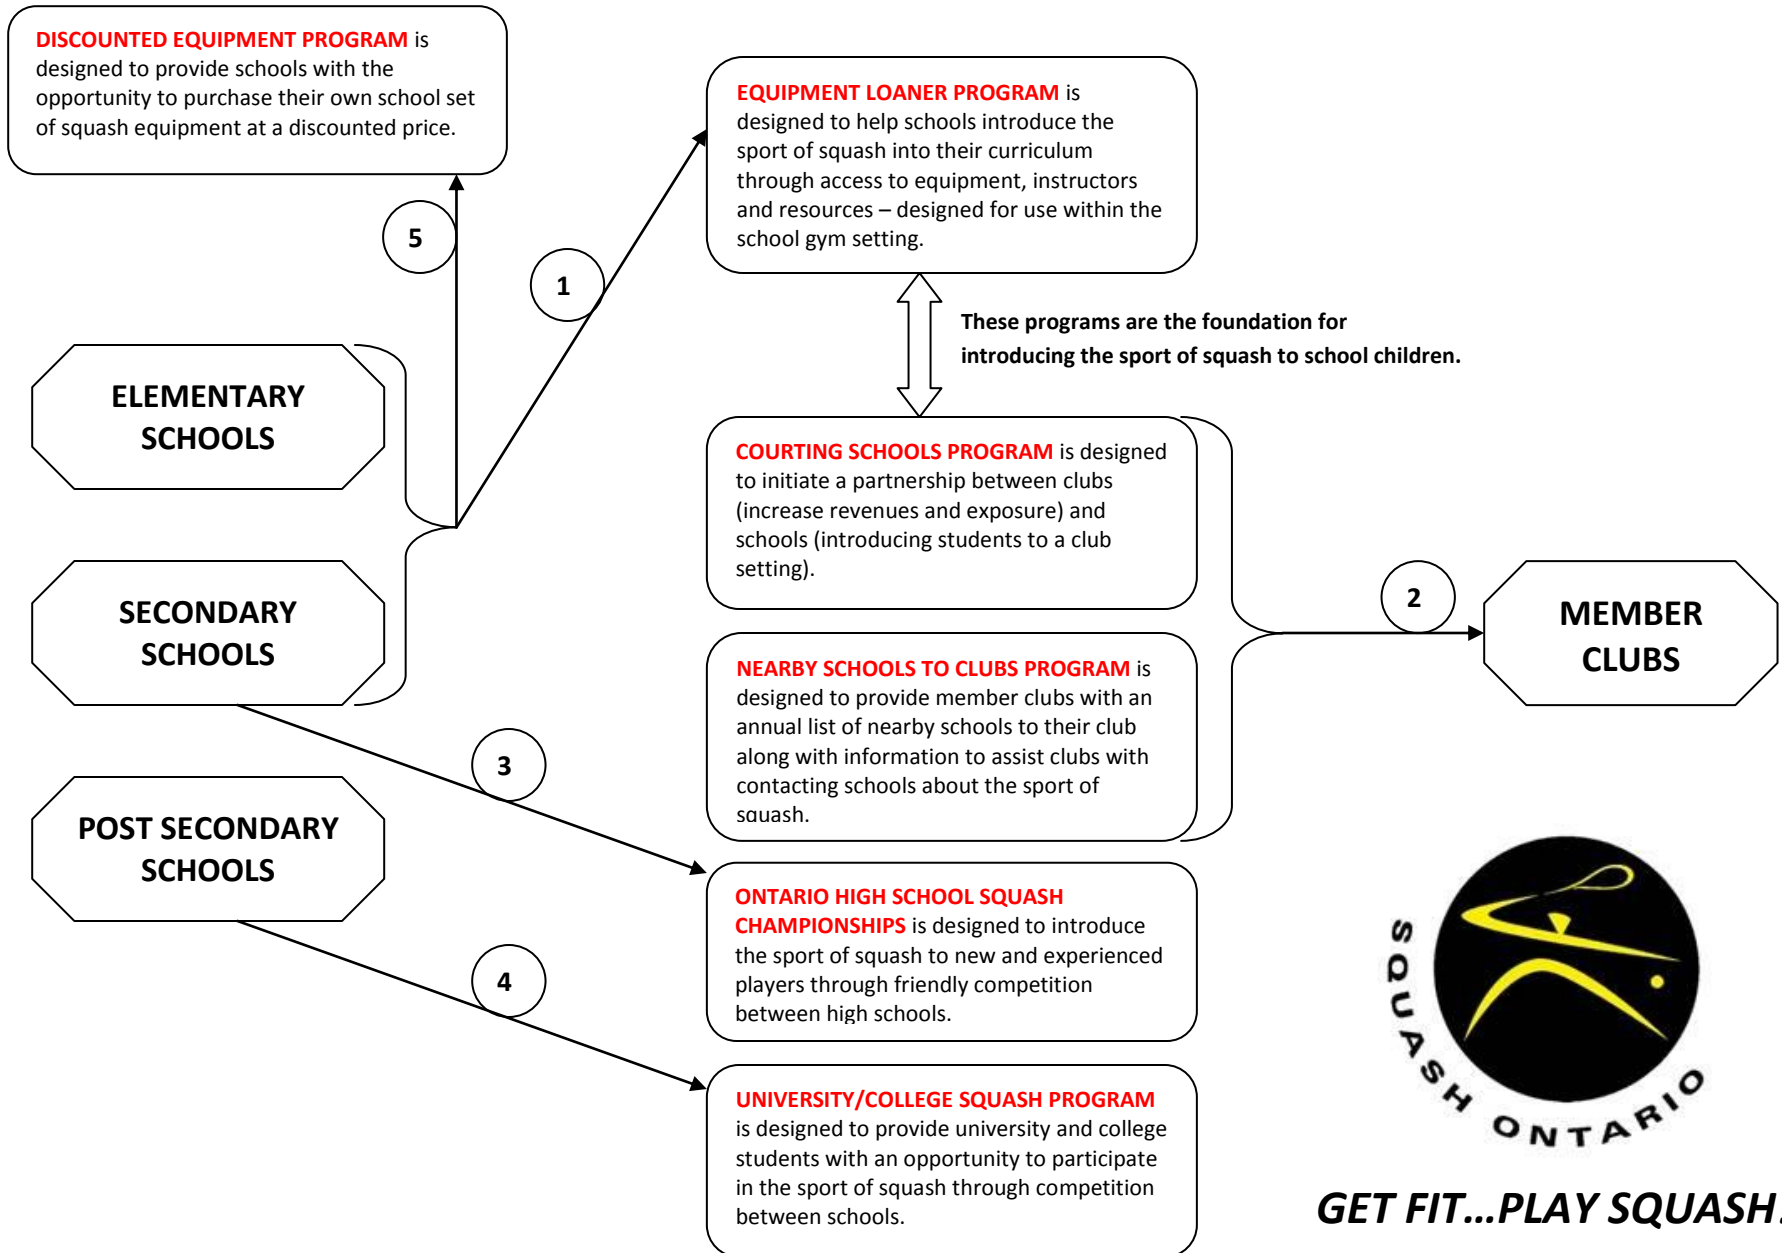 DISCOUNTED EQUIPMENT PROGRAM is
designed to provide schools with the
opportunity to purchase their own school set
of squash equipment at a discounted price.
5
1
EQUIPMENT LOANER PROGRAM is
designed to help schools introduce the
sport of squash into their curriculum
through access to equipment, instructors
and resources – designed for use within the
school gym setting.
These programs are the foundation for
introducing the sport of squash to school children.
ELEMENTARY
SCHOOLS
SECONDARY
SCHOOLS
POST SECONDARY
SCHOOLS
COURTING SCHOOLS PROGRAM is designed
to initiate a partnership between clubs
(increase revenues and exposure) and
schools (introducing students to a club
setting).
2
MEMBER
CLUBS
NEARBY SCHOOLS TO CLUBS PROGRAM is
designed to provide member clubs with an
annual list of nearby schools to their club
along with information to assist clubs with
contacting schools about the sport of
squash.
3
ONTARIO HIGH SCHOOL SQUASH
CHAMPIONSHIPS is designed to introduce
the sport of squash to new and experienced
players through friendly competition
between high schools.
4
UNIVERSITY/COLLEGE SQUASH PROGRAM
is designed to provide university and college
students with an opportunity to participate
in the sport of squash through competition
between schools.
SQUASH ONTARIO
GET FIT...PLAY SQUASH!